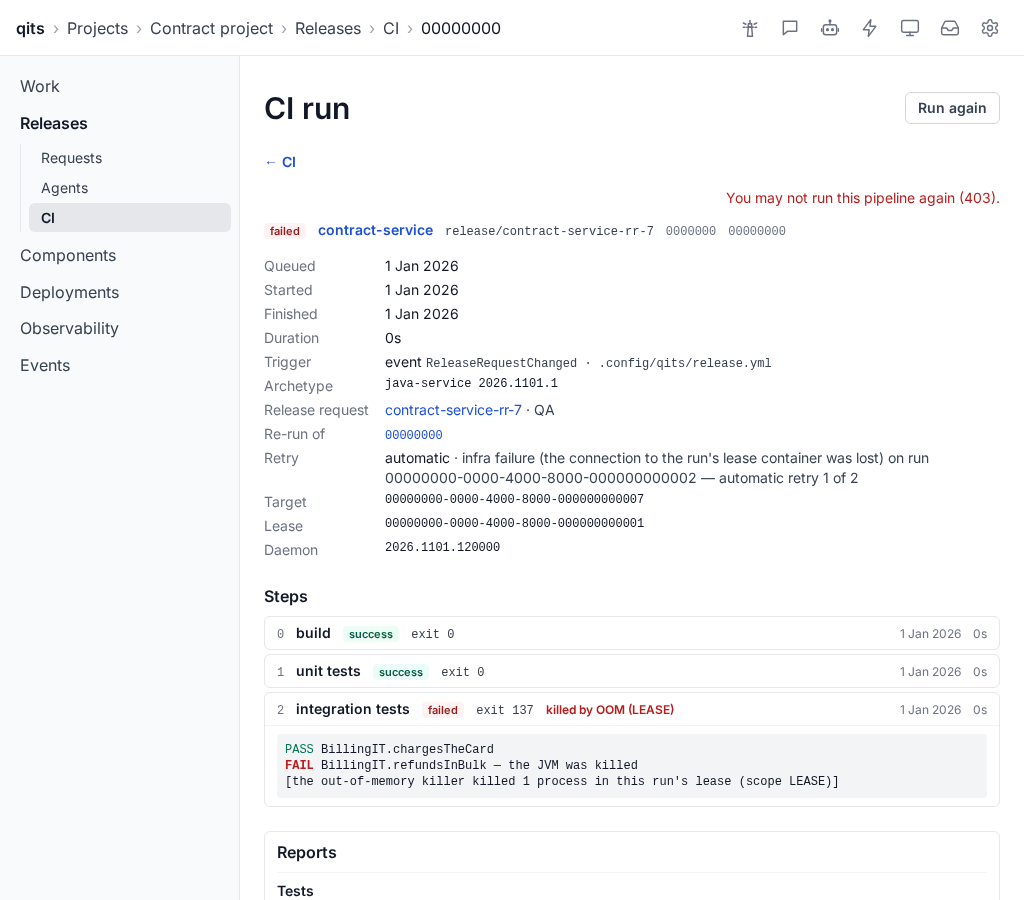 qits › Projects › Contract project › Releases › CI › 00000000
Work
Releases
Requests
Agents
CI
Components
Deployments
Observability
Events
CI run
Run again
← CI
You may not run this pipeline again (403).
failed contract-service release/contract-service-rr-7 0000000 00000000
Queued 1 Jan 2026
Started 1 Jan 2026
Finished 1 Jan 2026
Duration 0s
Trigger event ReleaseRequestChanged · .config/qits/release.yml
Archetype java-service 2026.1101.1
Release request contract-service-rr-7 · QA
Re-run of 00000000
Retry automatic · infra failure (the connection to the run's lease container was lost) on run
00000000-0000-4000-8000-000000000002 — automatic retry 1 of 2
Target 00000000-0000-4000-8000-000000000007
Lease 00000000-0000-4000-8000-000000000001
Daemon 2026.1101.120000
Steps
0 build success exit 0 1 Jan 2026 0s
1 unit tests success exit 0 1 Jan 2026 0s
2 integration tests failed exit 137 killed by OOM (LEASE) 1 Jan 2026 0s
PASS BillingIT.chargesTheCard
FAIL BillingIT.refundsInBulk — the JVM was killed
[the out-of-memory killer killed 1 process in this run's lease (scope LEASE)]
Reports
Tests